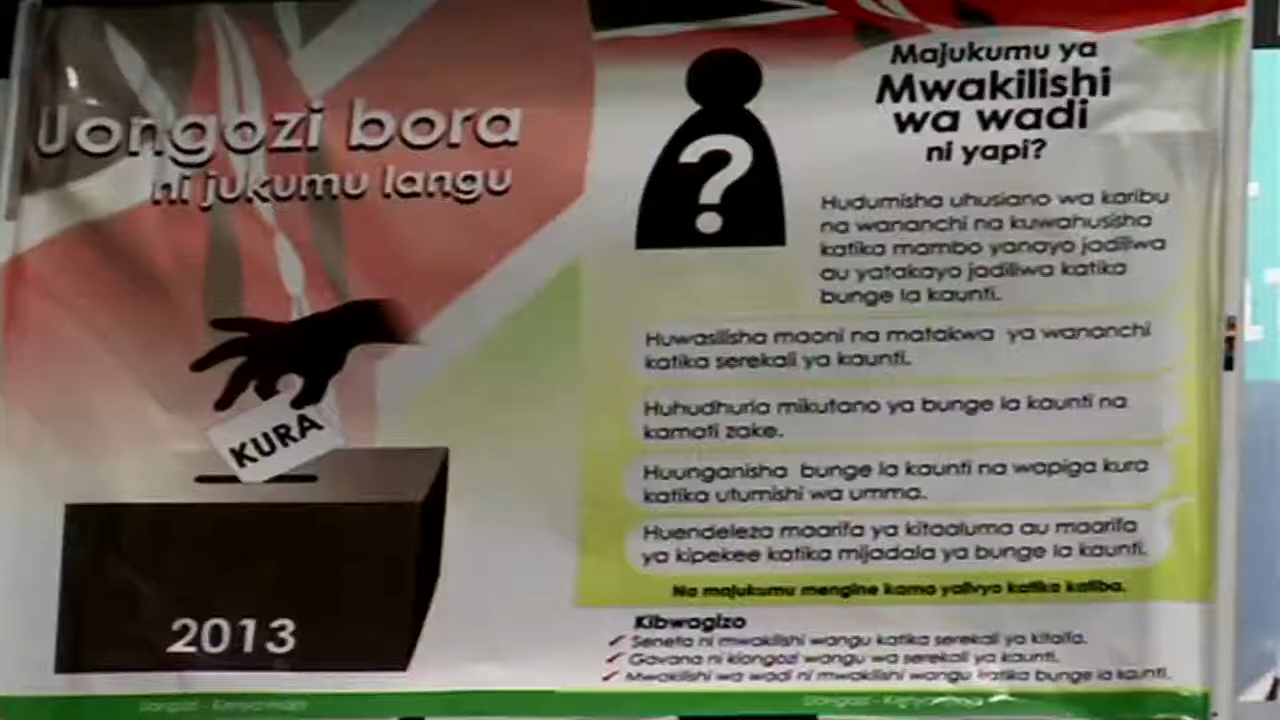 Uongozi bora
ni jukumu langu
KURA
2013
Majukumu ya
Mwakilishi
wa wadi
ni yapi?
?
Hudumisha uhusiano wa karibu
na wananchi na kuwahusisha
katika mambo yanayo jadiliwa
au yatakayo jadiliwa katika
bunge la kaunti.
Huwasilisha maoni na matakwa ya wananchi
katika serekali ya kaunti.
Huhudhuria mikutano ya bunge la kaunti na
kamati zake.
Huunganisha bunge la kaunti na wapiga kura
katika utumishi wa umma.
Huendeleza maarifa ya kitaaluma au maarifa
ya kipekee katika mijadala ya bunge la kaunti.
Na majukumu mengine kama yalivyo katika katiba.
Kibwagizo
Seneta ni mwakilishi wangu katika serekali ya kitaifa.
Gavana ni kiongozi wangu wa serekali ya kaunti.
Mwakilishi wa wadi ni mwakilishi wangu katika bunge la kaunti.